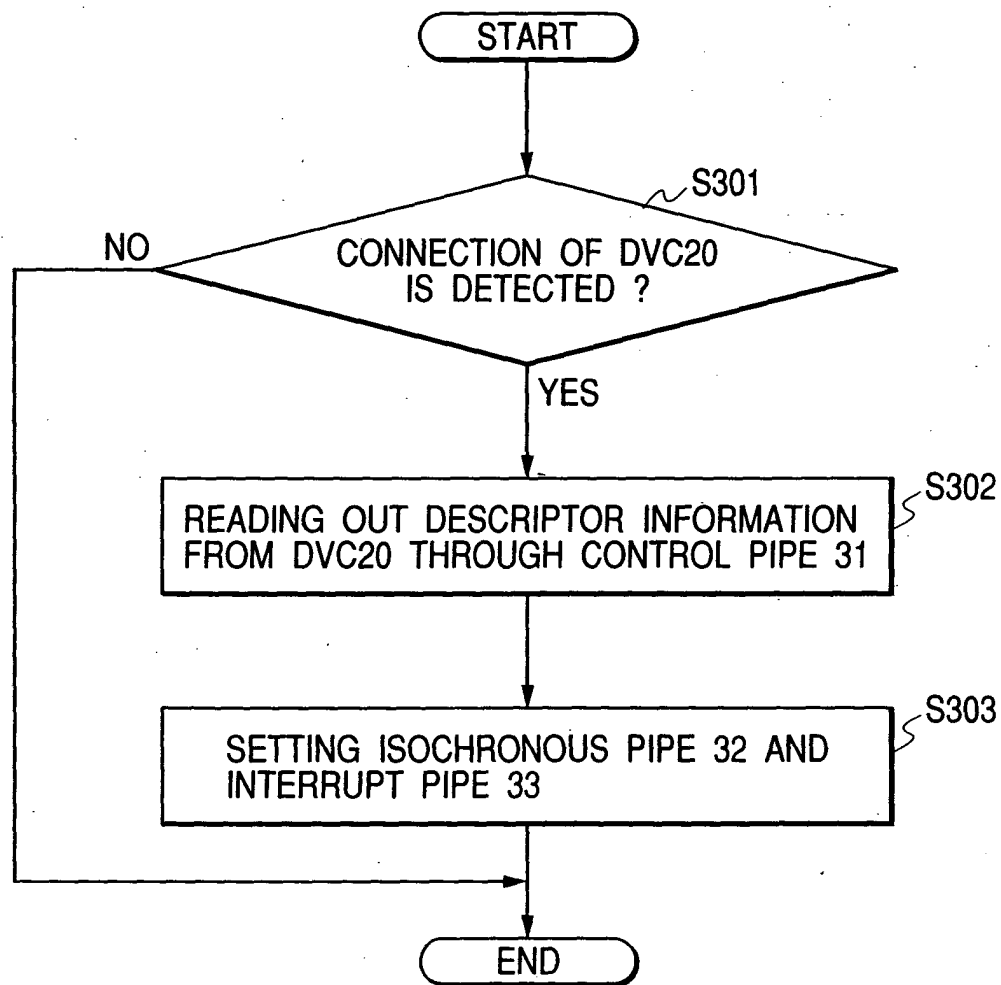 START
S301
NO
CONNECTION OF DVC20
IS DETECTED ?
YES
S302
READING OUT DESCRIPTOR INFORMATION
FROM DVC20 THROUGH CONTROL PIPE 31
S303
SETTING ISOCHRONOUS PIPE 32 AND
INTERRUPT PIPE 33
END